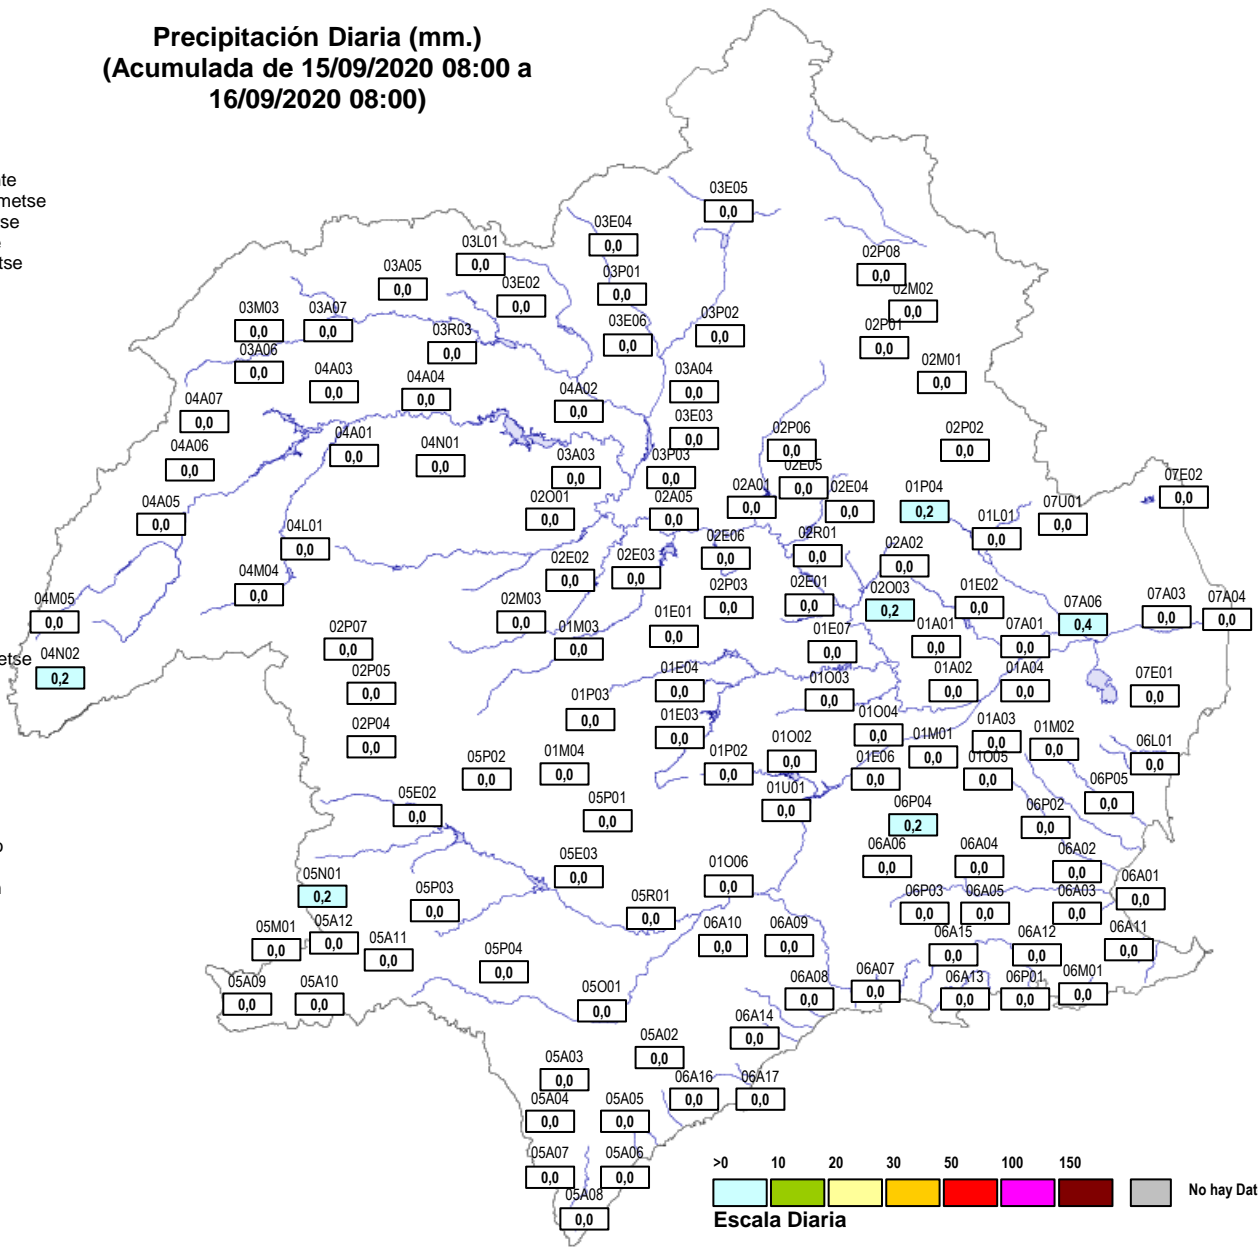 Precipitación Diaria (mm.)
(Acumulada de 15/09/2020 08:00 a
16/09/2020 08:00)
te
metse
se
tse
03E05
0,0
03E04
0,0
03L01
0,0
02P08
0,0
03A05
0,0
03P01
0,0
03E02
0,0
02M02
0,0
03M03
0,0
03A07
0,0
03P02
0,0
03E06
0,0
03R03
0,0
02P01
0,0
03A06
0,0
02M01
0,0
04A03
0,0
04A04
0,0
03A04
0,0
04A02
0,0
04A07
0,0
03E03
0,0
04A01
0,0
02P06
0,0
02P02
0,0
04A06
0,0
04N01
0,0
03A03
0,0
03P03
0,0
02E05
0,0
07E02
0,0
02A01
0,0
02E04
0,0
01P04
0,2
04A05
0,0
02O01
0,0
02A05
0,0
07U01
0,0
01L01
0,0
04L01
0,0
02E06
0,0
02R01
0,0
02A02
0,0
02E02
0,0
02E03
0,0
04M04
0,0
02P03
0,0
02E01
0,0
02O03
0,2
01E02
0,0
04M05
0,0
02M03
0,0
01E01
0,0
07A06
0,4
07A03
0,0
07A04
0,0
02P07
0,0
01M03
0,0
01E07
0,0
01A01
0,0
07A01
0,0
etse
04N02
0,2
02P05
0,0
01E04
0,0
01O03
0,0
01A02
0,0
01A04
0,0
07E01
0,0
01P03
0,0
02P04
0,0
01E03
0,0
01O04
0,0
01A03
0,0
01M02
0,0
05P02
0,0
01M04
0,0
01P02
0,0
01O02
0,0
01E06
0,0
01M01
0,0
01O05
0,0
06L01
0,0
05E02
0,0
05P01
0,0
01U01
0,0
06P04
0,2
06P02
0,0
06P05
0,0
o
05N01
0,2
05P03
0,0
05E03
0,0
01O06
0,0
06A06
0,0
06A04
0,0
06A02
0,0
06A01
0,0
05R01
0,0
06P03
0,0
06A05
0,0
06A03
0,0
05M01
0,0
05A12
0,0
05A11
0,0
06A10
0,0
06A09
0,0
06A15
0,0
06A12
0,0
06A11
0,0
05P04
0,0
05A09
0,0
05A10
0,0
05O01
0,0
06A08
0,0
06A07
0,0
06A13
0,0
06P01
0,0
06M01
0,0
06A14
0,0
05A02
0,0
05A03
0,0
06A16
0,0
06A17
0,0
05A04
0,0
05A05
0,0
05A07
0,0
05A06
0,0
05A08
0,0
>0 10 20 30 50 100 150
No hay Dat
Escala Diaria